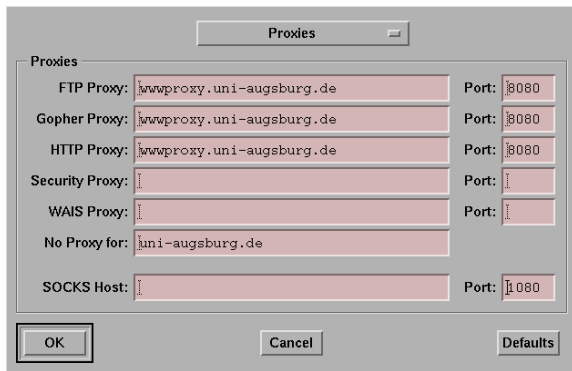 Proxies
Proxies
FTP Proxy: wwwproxy.uni-augsburg.de Port: 8080
Gopher Proxy: wwwproxy.uni-augsburg.de Port: 8080
HTTP Proxy: wwwproxy.uni-augsburg.de Port: 8080
Security Proxy: Port:
WAIS Proxy: Port:
No Proxy for: uni-augsburg.de
SOCKS Host: Port: 1080
OK Cancel Defaults